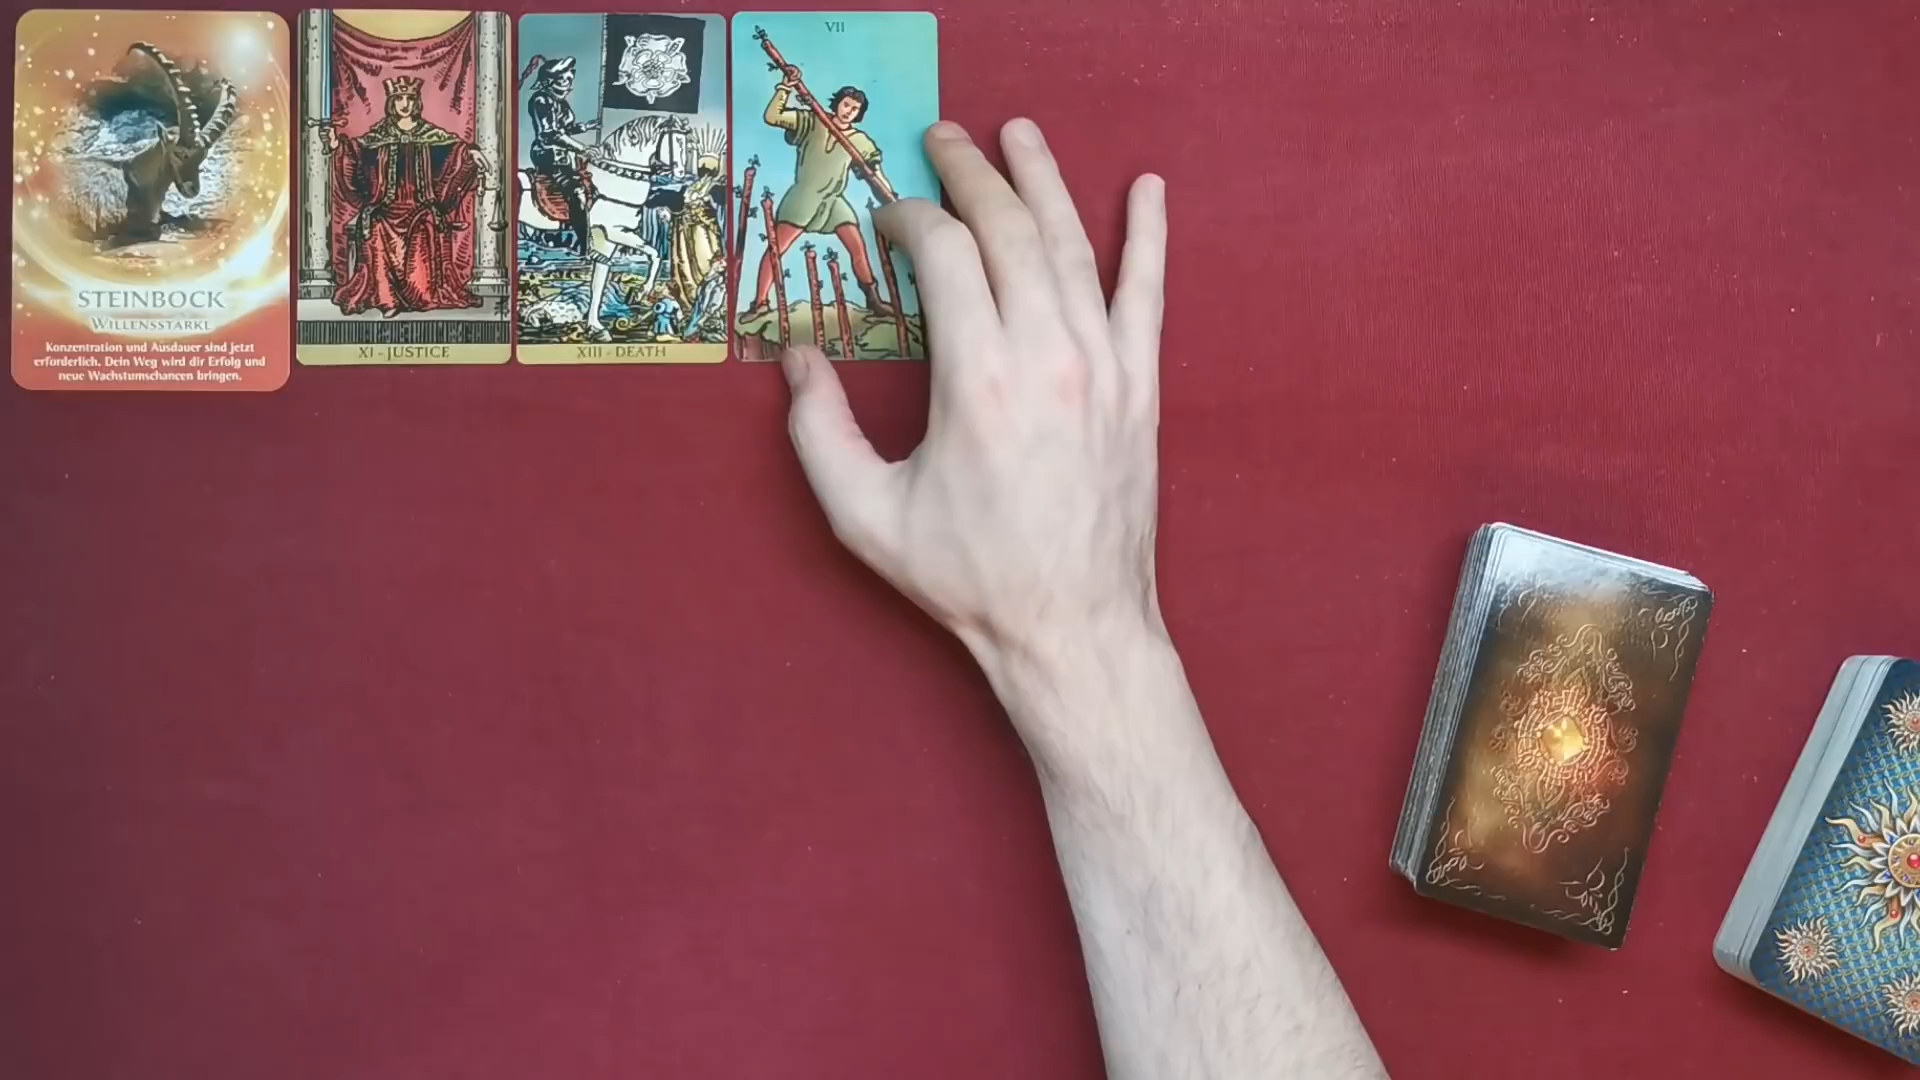 STEINBOCK
WILLENSSTÄRKE
Konzentration und Ausdauer sind jetzt
erforderlich. Dein Weg wird dir Erfolg und
neue Wachstumschancen bringen.
XI - JUSTICE
XIII - DEATH
VII